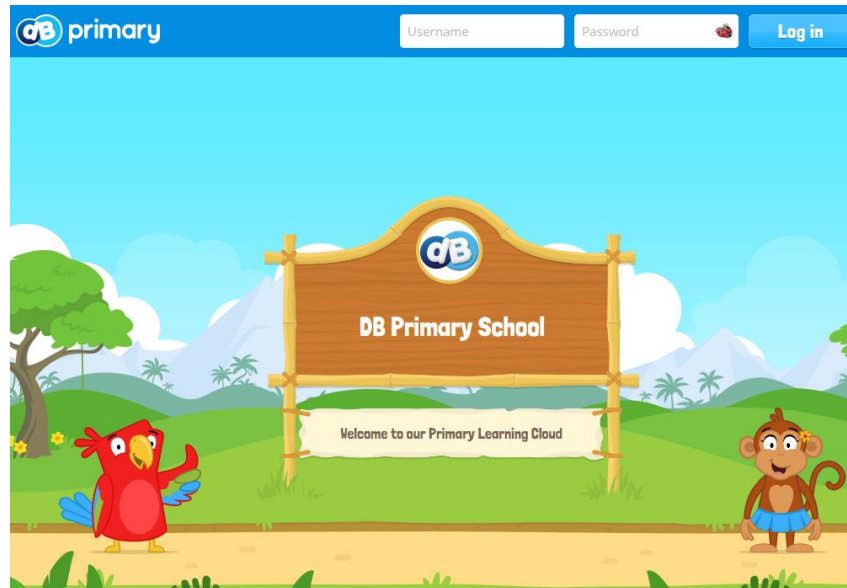 dB primary
Username
Password
Log in
dB
DB Primary School
Welcome to our Primary Learning Cloud